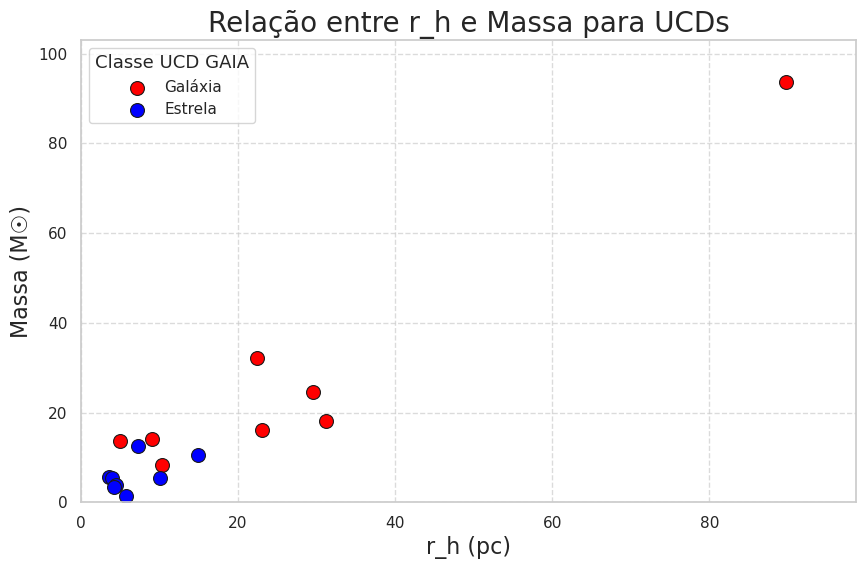 Relação entre r_h e Massa para UCDs
Classe UCD GAIA
Galáxia
Estrela
Massa (M☉)
100
80
60
40
20
0
0 20 40 60 80
r_h (pc)